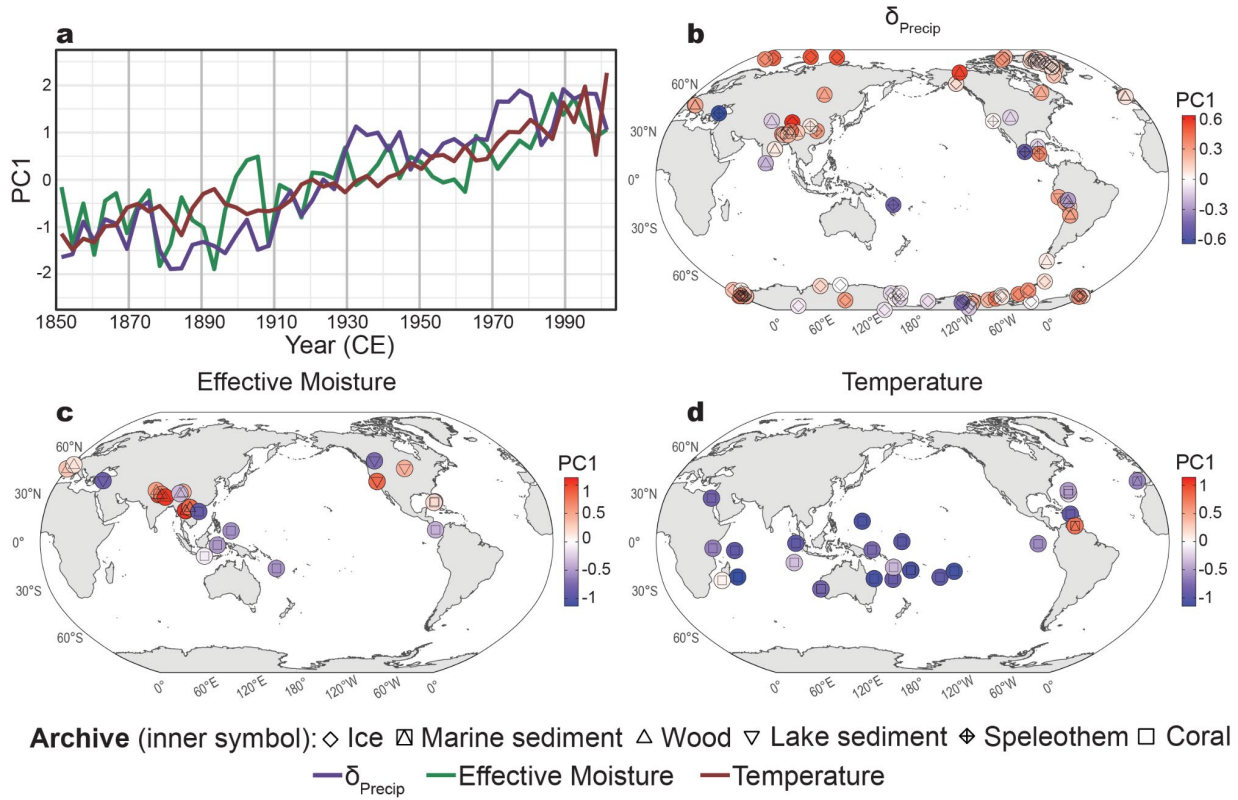 a
PC1
2
1
0
-1
-2
1850 1870 1890 1910 1930 1950 1970 1990
Year (CE)
b
δPrecip
60°N
30°N
0°
30°S
60°S
0° 60°E 120°E 180° 120°W 60°W 0°
PC1
0.6
0.3
0
-0.3
-0.6
Effective Moisture
c
60°N
30°N
0°
30°S
60°S
0° 60°E 120°E 180° 120°W 60°W 0°
PC1
1
0.5
0
-0.5
-1
Temperature
d
60°N
30°N
0°
30°S
60°S
0° 60°E 120°E 180° 120°W 60°W 0°
PC1
1
0.5
0
-0.5
-1
Archive (inner symbol): Ice Marine sediment Wood Lake sediment Speleothem Coral
δPrecip Effective Moisture Temperature